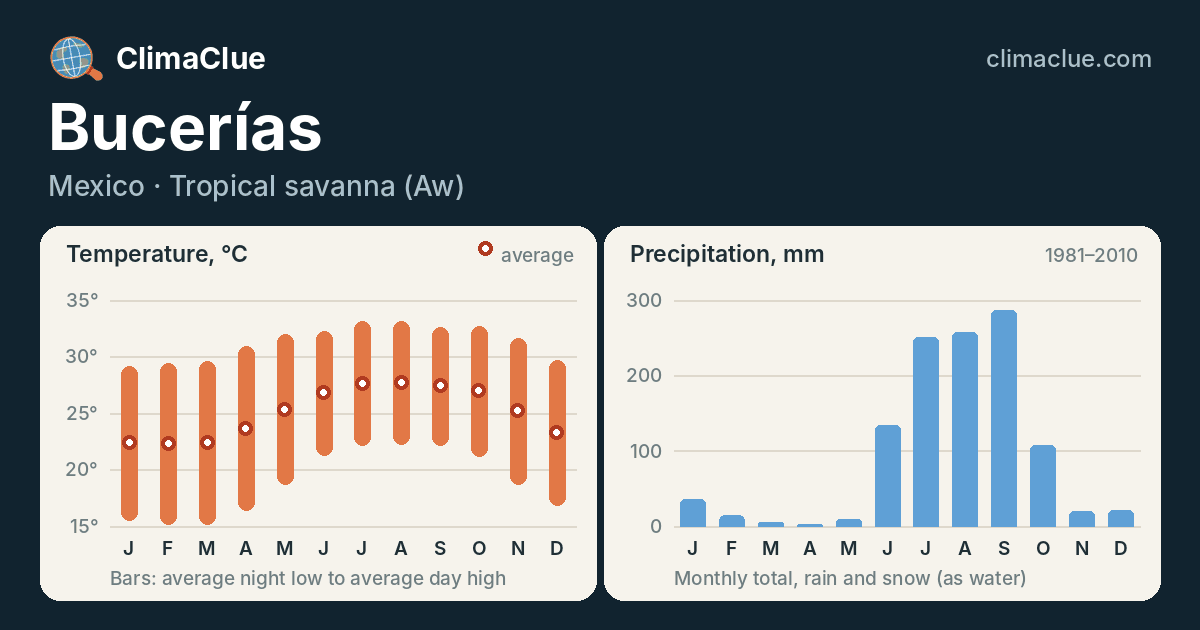 ClimaClue
climaclue.com
Bucerías
Mexico · Tropical savanna (Aw)
Temperature, °C
average
35°
30°
25°
20°
15°
J F M A M J J A S O N D
Bars: average night low to average day high
Precipitation, mm
1981–2010
300
200
100
0
J F M A M J J A S O N D
Monthly total, rain and snow (as water)